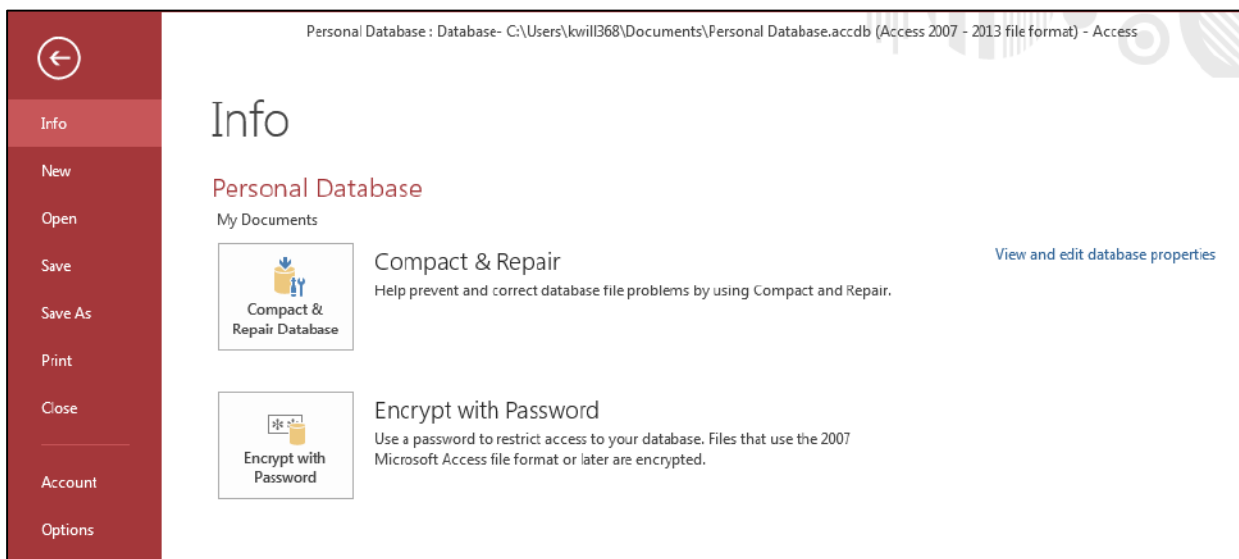 Personal Database : Database- C:\Users\kwill368\Documents\Personal Database.accdb (Access 2007 - 2013 file format) - Access
Info
New
Open
Save
Save As
Print
Close
Account
Options
Info
Personal Database
My Documents
Compact &
Repair Database
Compact & Repair
Help prevent and correct database file problems by using Compact and Repair.
View and edit database properties
Encrypt with
Password
Encrypt with Password
Use a password to restrict access to your database. Files that use the 2007
Microsoft Access file format or later are encrypted.